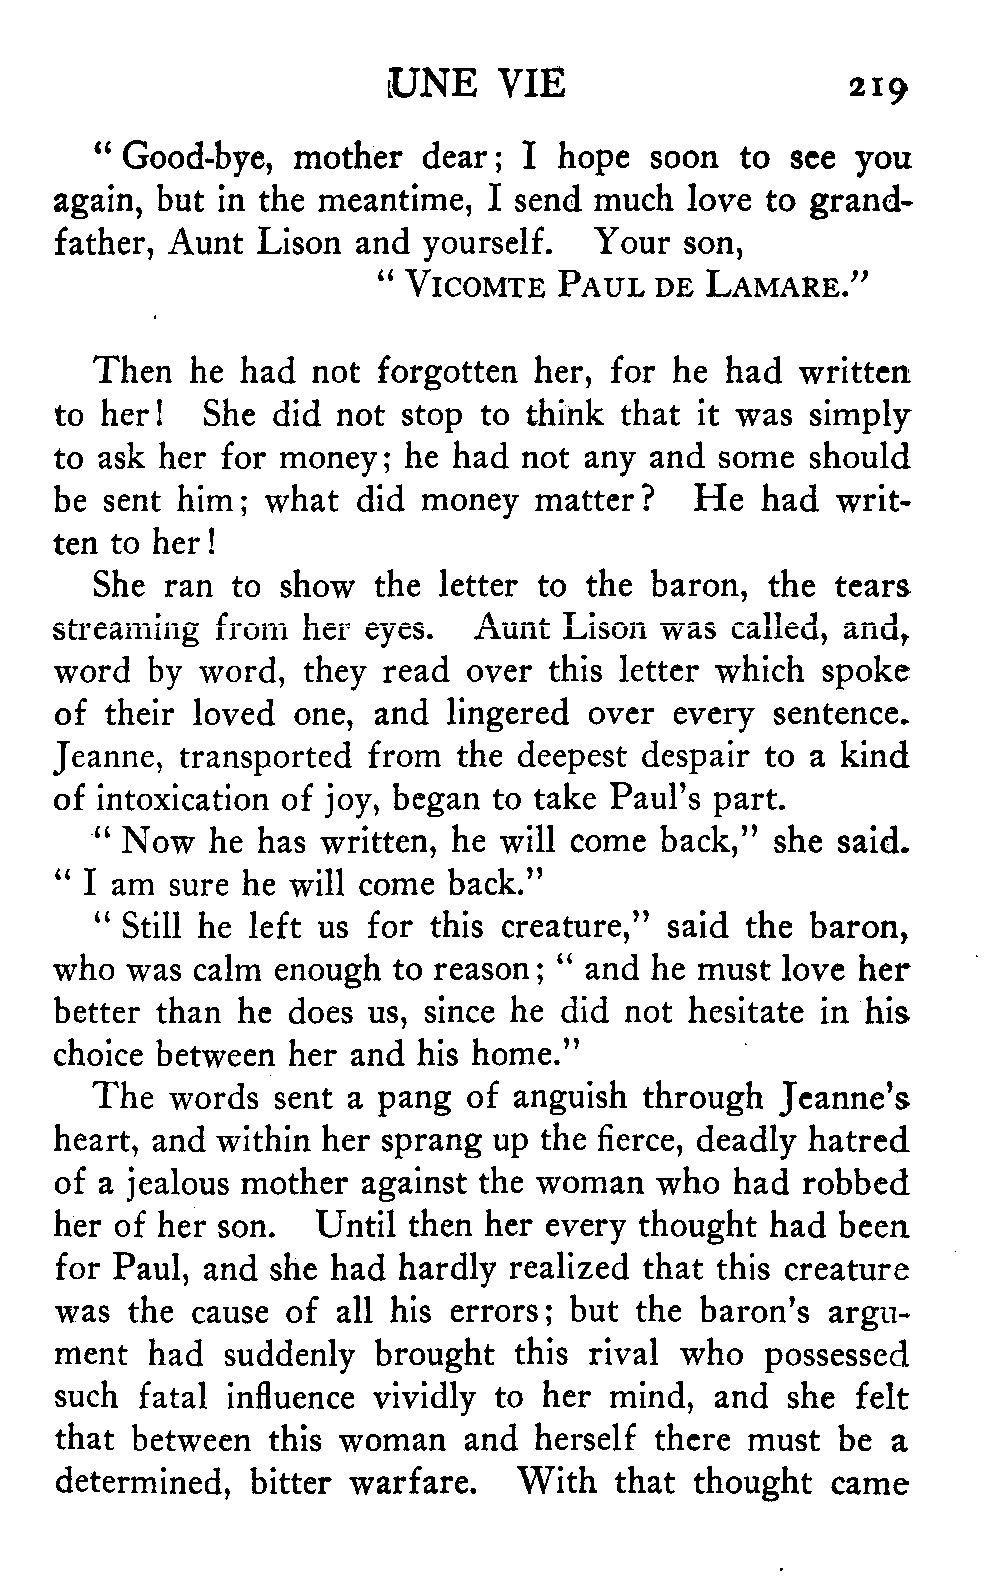 UNE VIE 219
" Good-bye, mother dear; I hope soon to see you
again, but in the meantime, I send much love to grand-
father, Aunt Lison and yourself. Your son,
" VICOMTE PAUL DE LAMARE."
Then he had not forgotten her, for he had written
to her! She did not stop to think that it was simply
to ask her for money; he had not any and some should
be sent him; what did money matter? He had writ-
ten to her!
She ran to show the letter to the baron, the tears
streaming from her eyes. Aunt Lison was called, and,
word by word, they read over this letter which spoke
of their loved one, and lingered over every sentence.
Jeanne, transported from the deepest despair to a kind
of intoxication of joy, began to take Paul's part.
" Now he has written, he will come back," she said.
" I am sure he will come back."
" Still he left us for this creature," said the baron,
who was calm enough to reason; " and he must love her
better than he does us, since he did not hesitate in his
choice between her and his home."
The words sent a pang of anguish through Jeanne's
heart, and within her sprang up the fierce, deadly hatred
of a jealous mother against the woman who had robbed
her of her son. Until then her every thought had been
for Paul, and she had hardly realized that this creature
was the cause of all his errors; but the baron's argu-
ment had suddenly brought this rival who possessed
such fatal influence vividly to her mind, and she felt
that between this woman and herself there must be a
determined, bitter warfare. With that thought came